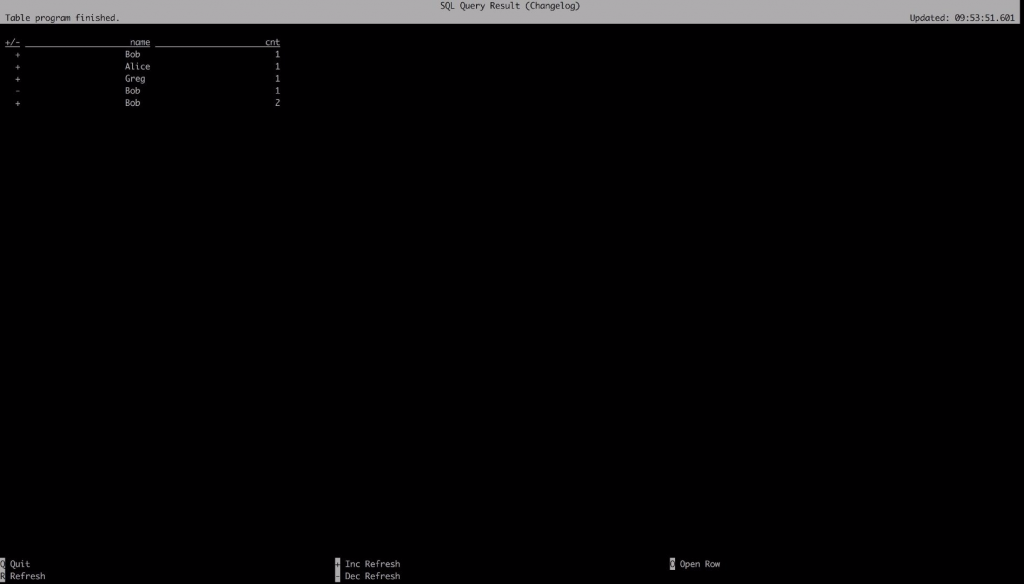 SQL Query Result (Changelog)
Table program finished. Updated: 09:53:51.601
+/- name cnt
+ Bob 1
+ Alice 1
+ Greg 1
- Bob 1
+ Bob 2
Q Quit + Inc Refresh O Open Row
R Refresh - Dec Refresh